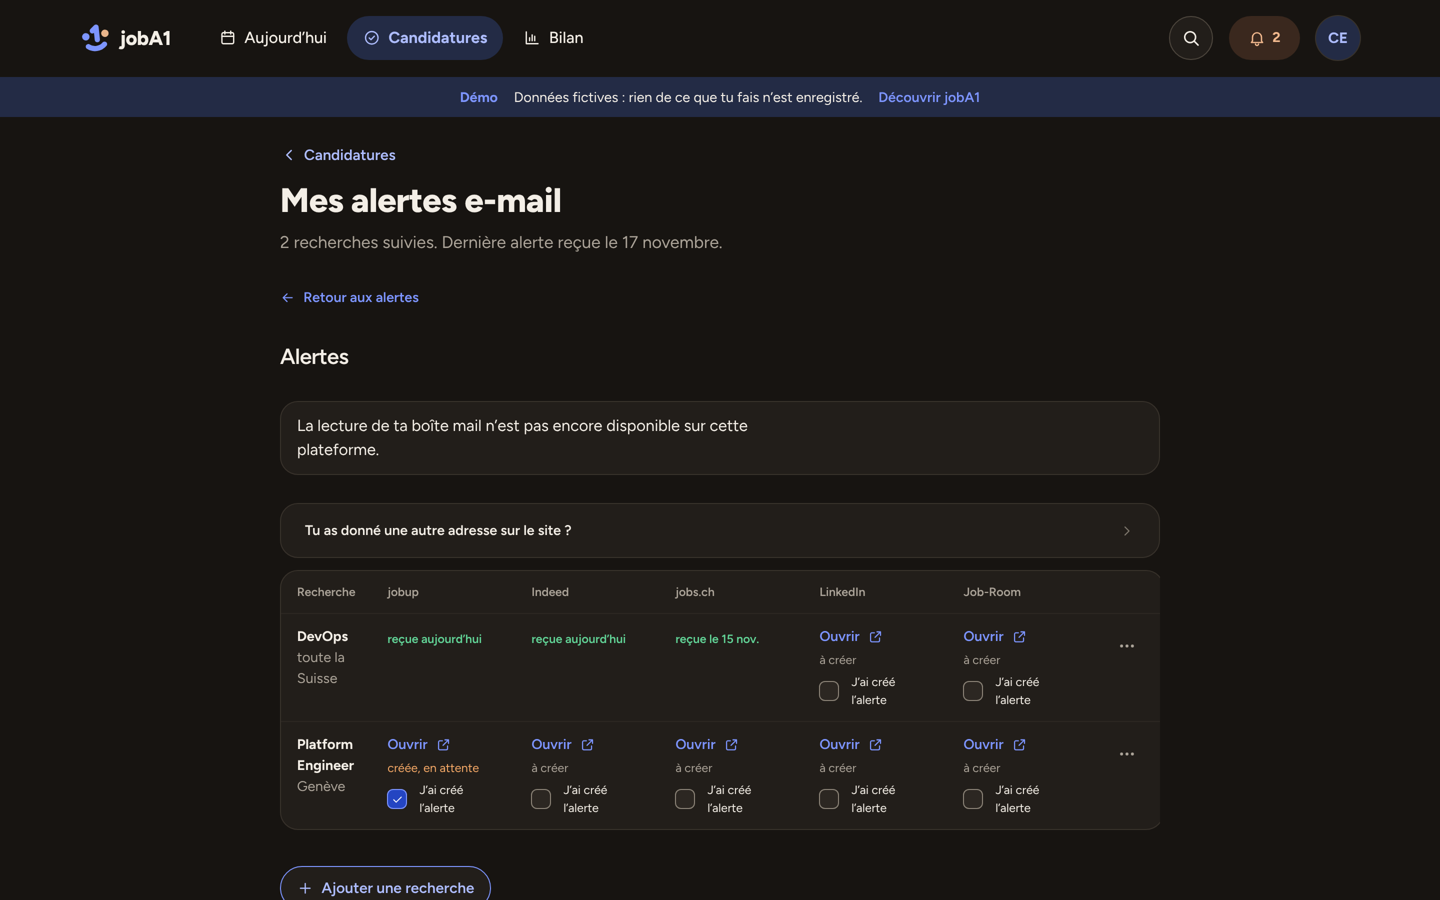 jobA1
Aujourd’hui
Candidatures
Bilan
2
CE
Démo Données fictives : rien de ce que tu fais n’est enregistré. Découvrir jobA1
Candidatures
Mes alertes e-mail
2 recherches suivies. Dernière alerte reçue le 17 novembre.
Retour aux alertes
Alertes
La lecture de ta boîte mail n’est pas encore disponible sur cette
plateforme.
Tu as donné une autre adresse sur le site ?
Recherche jobup Indeed jobs.ch LinkedIn Job-Room
DevOps
toute la
Suisse
reçue aujourd’hui
reçue aujourd’hui
reçue le 15 nov.
Ouvrir
à créer
J’ai créé
l’alerte
Ouvrir
à créer
J’ai créé
l’alerte
Platform
Engineer
Genève
Ouvrir
créée, en attente
J’ai créé
l’alerte
Ouvrir
à créer
J’ai créé
l’alerte
Ouvrir
à créer
J’ai créé
l’alerte
Ouvrir
à créer
J’ai créé
l’alerte
Ouvrir
à créer
J’ai créé
l’alerte
Ajouter une recherche